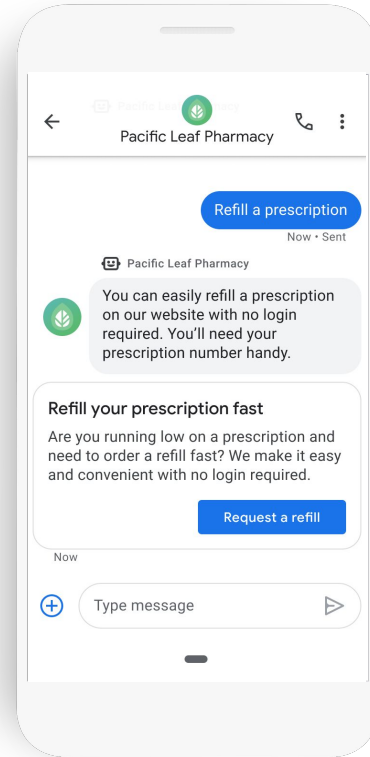 Pacific Leaf Pharmacy
Refill a prescription
Now • Sent
Pacific Leaf Pharmacy
You can easily refill a prescription
on our website with no login
required. You’ll need your
prescription number handy.
Refill your prescription fast
Are you running low on a prescription and
need to order a refill fast? We make it easy
and convenient with no login required.
Request a refill
Now
Type message